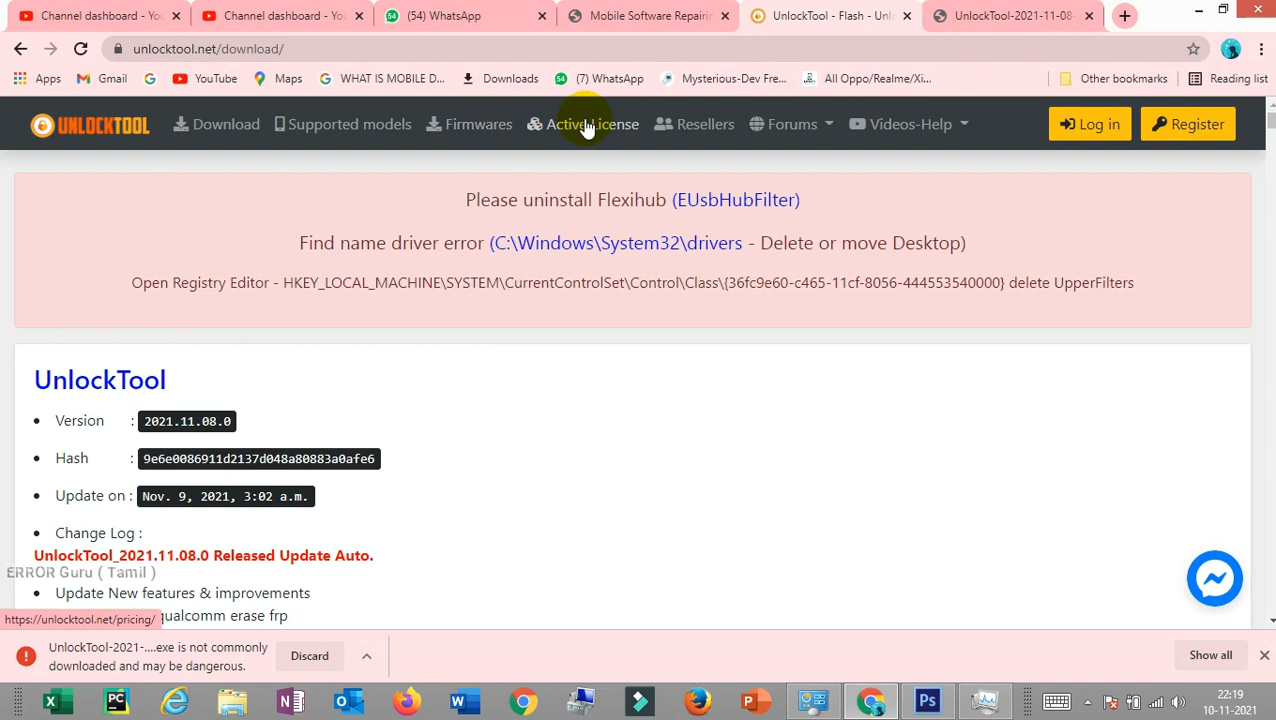 Channel dashboard - You
Channel dashboard - You
(54) WhatsApp
Mobile Software Repairin
UnlockTool - Flash - Unl
UnlockTool-2021-11-08-
unlocktool.net/download/
Apps
Gmail
YouTube
Maps
WHAT IS MOBILE D...
Downloads
(7) WhatsApp
Mysterious-Dev Fre...
All Oppo/Realme/Xi...
Other bookmarks
Reading list
UNLOCKTOOL
Download
Supported models
Firmwares
Active License
Resellers
Forums
Videos-Help
Log in
Register
Please uninstall Flexihub (EUsbHubFilter)
Find name driver error (C:\Windows\System32\drivers - Delete or move Desktop)
Open Registry Editor - HKEY_LOCAL_MACHINE\SYSTEM\CurrentControlSet\Control\Class\{36fc9e60-c465-11cf-8056-444553540000} delete UpperFilters
UnlockTool
Version : 2021.11.08.0
Hash : 9e6e0086911d2137d048a80883a0afe6
Update on : Nov. 9, 2021, 3:02 a.m.
Change Log :
UnlockTool_2021.11.08.0 Released Update Auto.
ERROR Guru ( Tamil )
Update New features & improvements
qualcomm erase frp
https://unlocktool.net/pricing/
UnlockTool-2021-....exe is not commonly
downloaded and may be dangerous.
Discard
Show all
22:19
10-11-2021